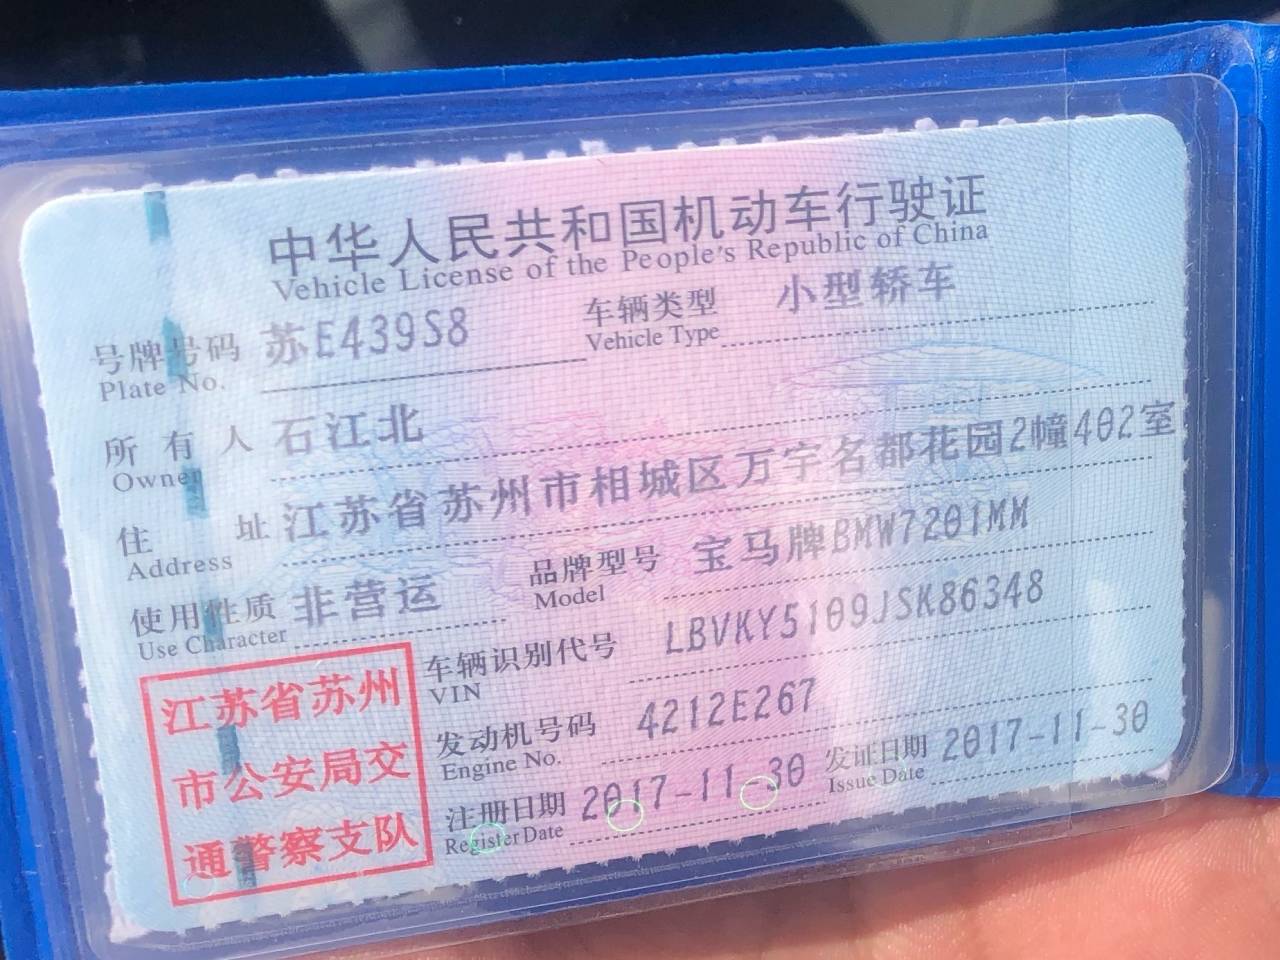 中华人民共和国机动车行驶证
Vehicle License of the People's Republic of China
号牌号码 苏E439S8 车辆类型 小型轿车
Plate No. Vehicle Type
所有人 石江北
Owner
住址 江苏省苏州市相城区万宇名都花园2幢402室
Address
使用性质 非营运 品牌型号 宝马牌BMW7201MM
Use Character Model
车辆识别代号 LBVKY5109JSK86348
VIN
发动机号码 4212E267
Engine No.
注册日期 2017-11-30 发证日期 2017-11-30
Register Date Issue Date
江苏省苏州
市公安局交
通警察支队